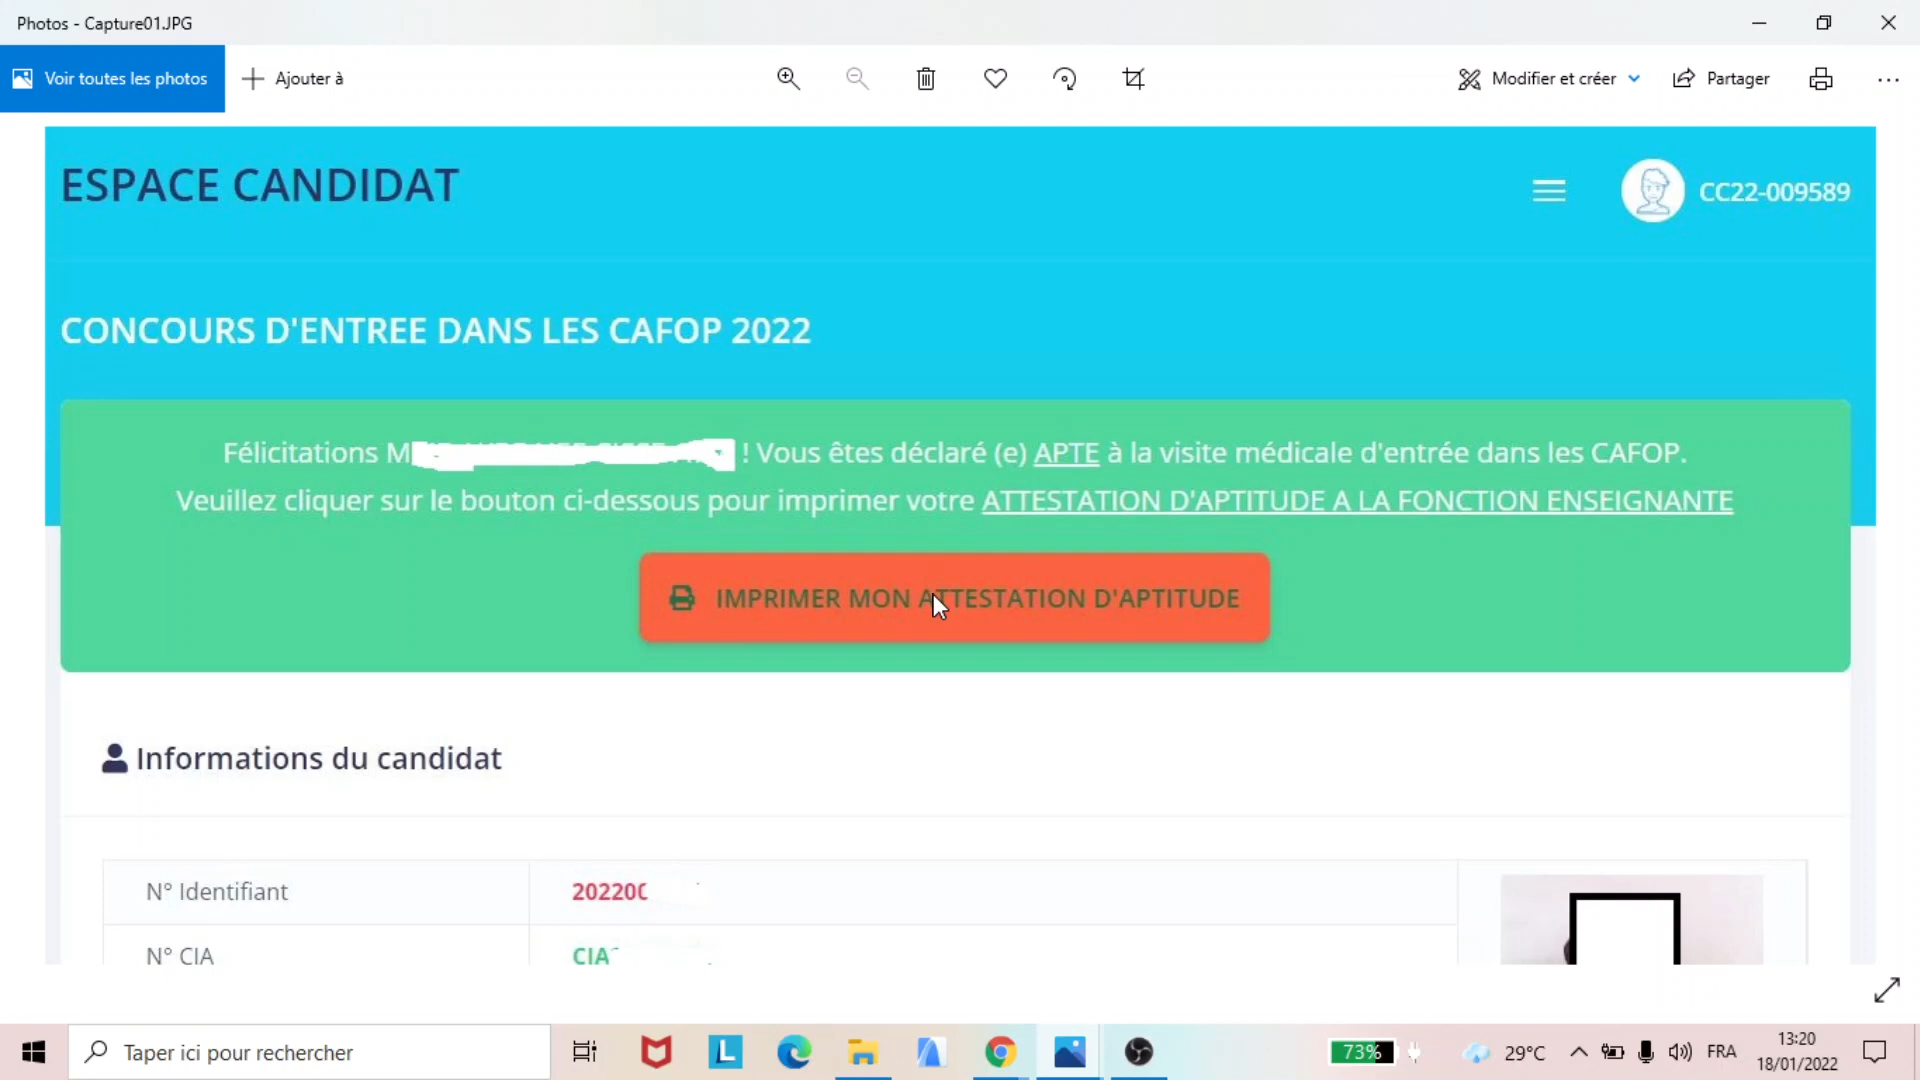 Photos - Capture01.JPG
Voir toutes les photos
Ajouter à
Modifier et créer
Partager
ESPACE CANDIDAT
CC22-009589
CONCOURS D'ENTREE DANS LES CAFOP 2022
Félicitations M ! Vous êtes déclaré (e) APTE à la visite médicale d'entrée dans les CAFOP.
Veuillez cliquer sur le bouton ci-dessous pour imprimer votre ATTESTATION D'APTITUDE A LA FONCTION ENSEIGNANTE
IMPRIMER MON ATTESTATION D'APTITUDE
Informations du candidat
N° Identifiant
N° CIA
CIA
Taper ici pour rechercher
73%
29°C
FRA
13:20
18/01/2022